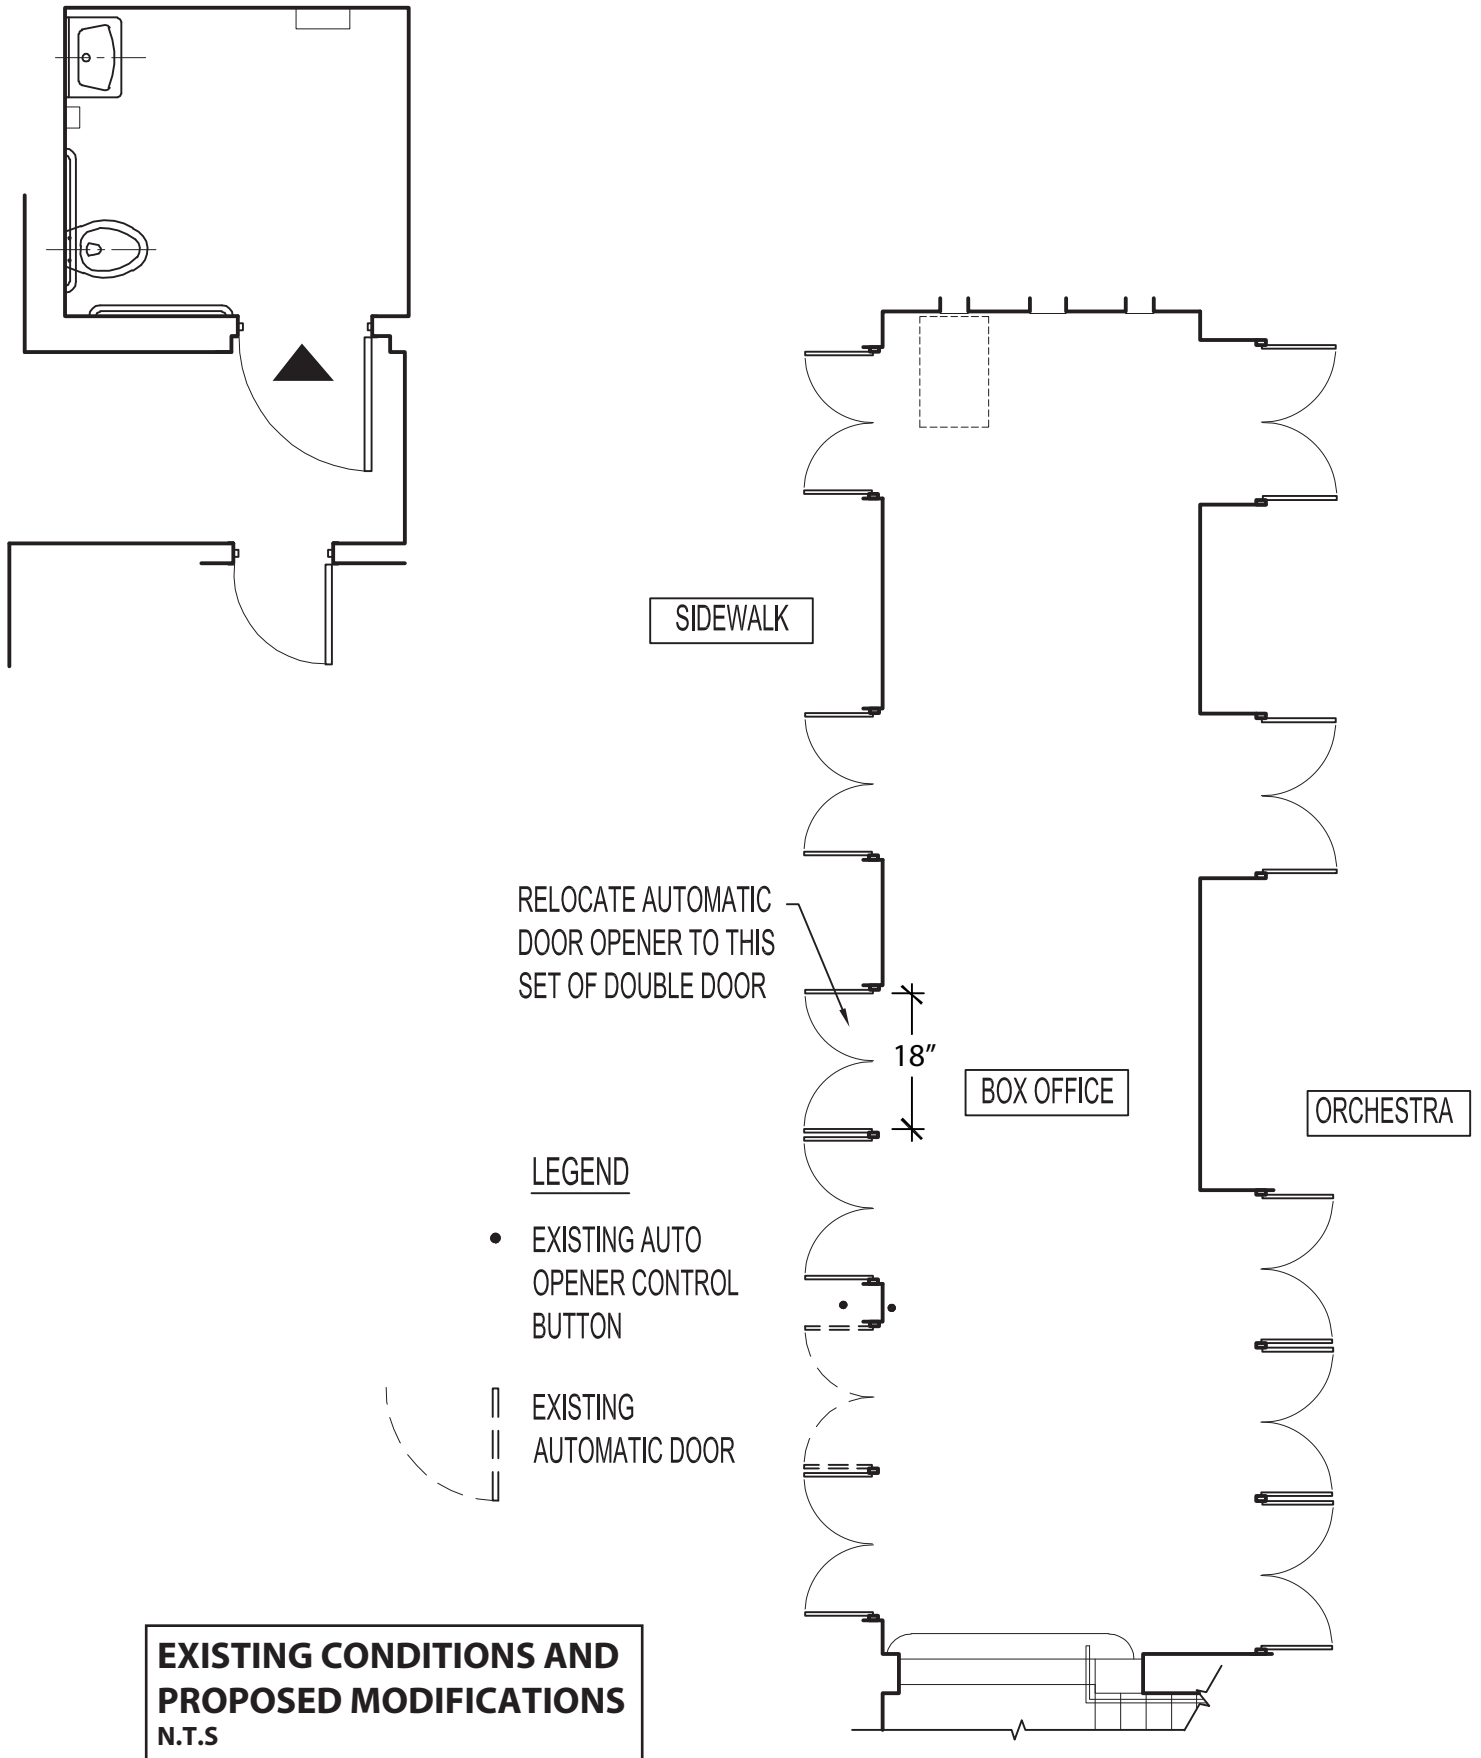 SIDEWALK
RELOCATE AUTOMATIC
DOOR OPENER TO THIS
SET OF DOUBLE DOOR
18”
BOX OFFICE
ORCHESTRA
LEGEND
EXISTING AUTO
OPENER CONTROL
BUTTON
EXISTING
AUTOMATIC DOOR
EXISTING CONDITIONS AND
PROPOSED MODIFICATIONS
N.T.S